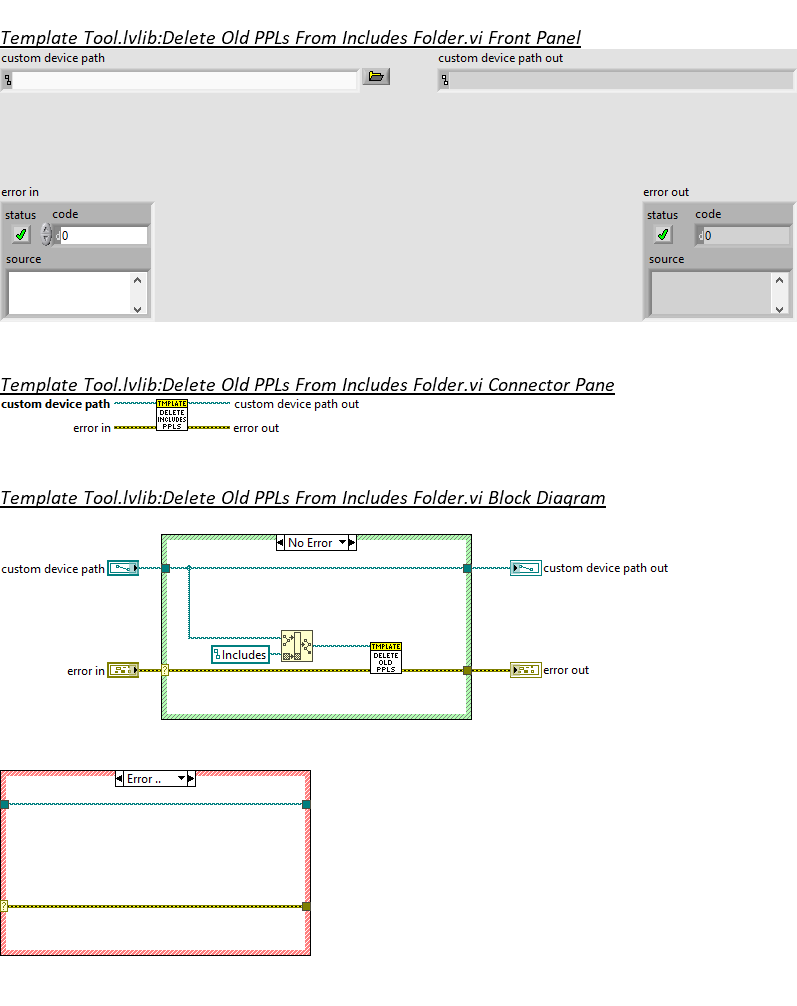 Template Tool.lvlib:Delete Old PPLs From Includes Folder.vi Front Panel
custom device path
custom device path out
error in
error out
status code
0
source
status code
0
source
Template Tool.lvlib:Delete Old PPLs From Includes Folder.vi Connector Pane
custom device path
TMPLATE
DELETE
INCLUDES
PPLS
custom device path out
error in
error out
Template Tool.lvlib:Delete Old PPLs From Includes Folder.vi Block Diagram
No Error
custom device path
custom device path out
Includes
TMPLATE
DELETE
OLD
PPLS
error in
?
error out
Error ..
?